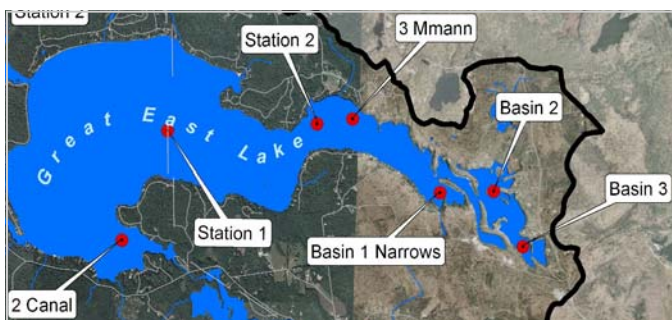 Station 2
Station 2
3 Mmann
Great East Lake
Basin 2
Basin 3
Station 1
Basin 1 Narrows
2 Canal